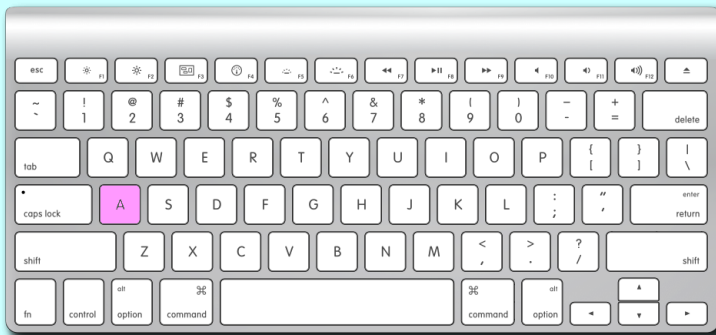 esc F1 F2 F3 F4 F5 F6 F7 F8 F9 F10 F11 F12
~ ! @ # $ % ^ & * ( ) – +
` 1 2 3 4 5 6 7 8 9 0 - = delete
tab Q W E R T Y U I O P { [ } ] | \
caps lock A S D F G H J K L : ; " ' enter return
shift Z X C V B N M < , > . ? / shift
fn control alt option ⌘ command ⌘ command alt option